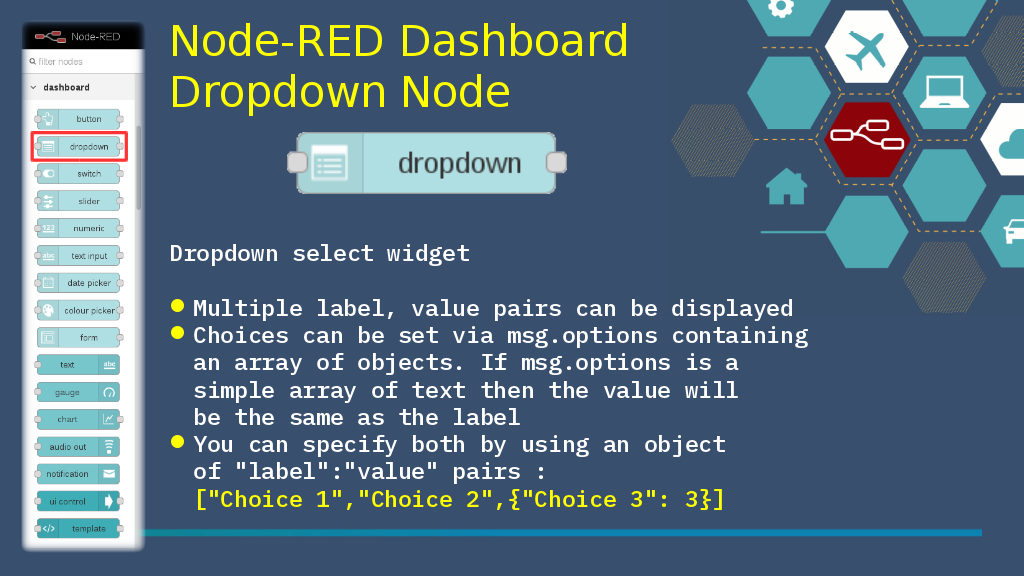 Node-RED
filter nodes
dashboard
button
dropdown
switch
slider
123
numeric
abc
text input
date picker
colour picker
form
text
abc
gauge
chart
audio out
notification
ui control
</>
template
Node-RED Dashboard
Dropdown Node
dropdown
Dropdown select widget
Multiple label, value pairs can be displayed
Choices can be set via msg.options containing
an array of objects. If msg.options is a
simple array of text then the value will
be the same as the label
You can specify both by using an object
of "label":"value" pairs :
["Choice 1","Choice 2",{"Choice 3": 3}]